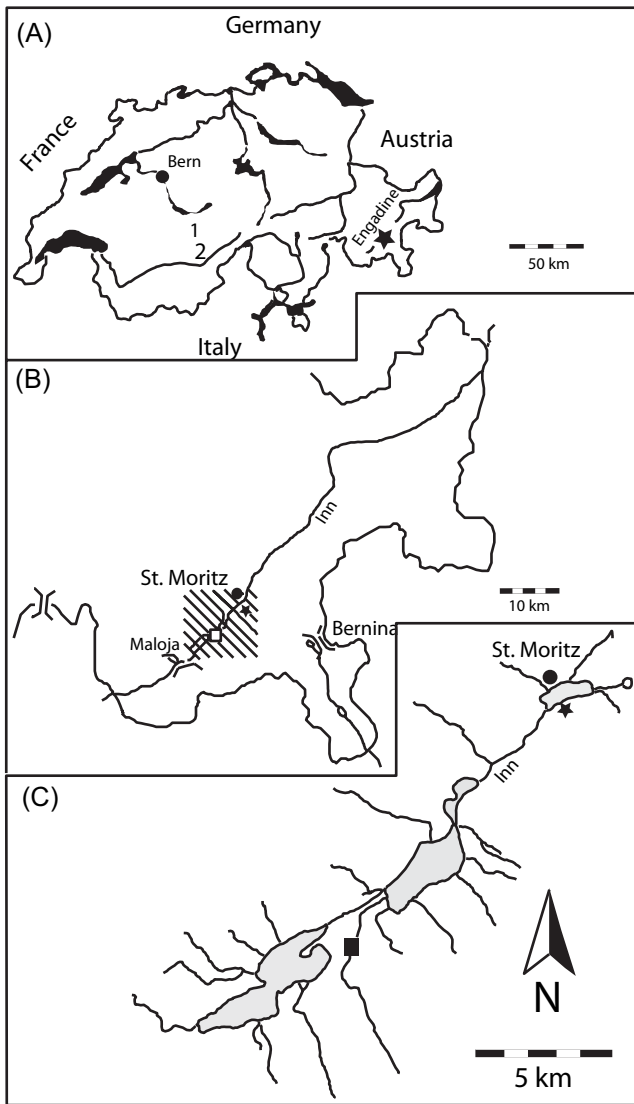 (A)
Germany
France
Austria
Bern
Engadine
1
2
50 km
Italy
(B)
Inn
St. Moritz
10 km
Maloja
Bernina
St. Moritz
(C)
Inn
N
5 km